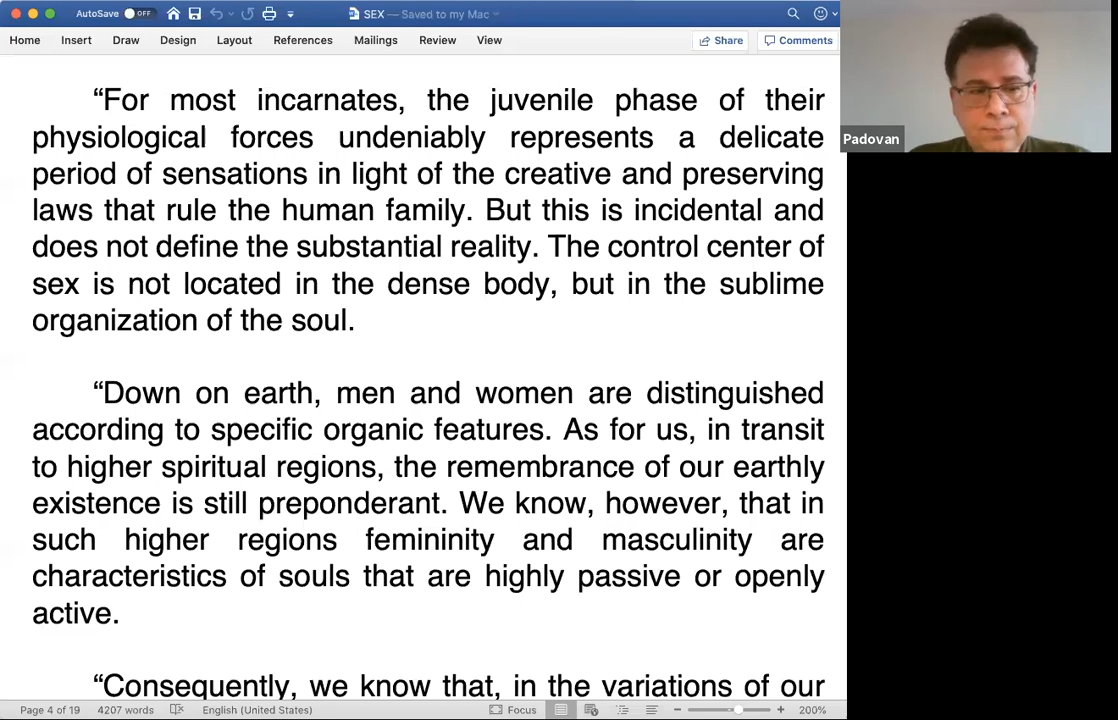 AutoSave OFF SEX — Saved to my Mac
Home Insert Draw Design Layout References Mailings Review View Share Comments
“For most incarnates, the juvenile phase of their
physiological forces undeniably represents a delicate
period of sensations in light of the creative and preserving
laws that rule the human family. But this is incidental and
does not define the substantial reality. The control center of
sex is not located in the dense body, but in the sublime
organization of the soul.
“Down on earth, men and women are distinguished
according to specific organic features. As for us, in transit
to higher spiritual regions, the remembrance of our earthly
existence is still preponderant. We know, however, that in
such higher regions femininity and masculinity are
characteristics of souls that are highly passive or openly
active.
“Consequently, we know that, in the variations of our
Page 4 of 19 4207 words English (United States) Focus 200%
Padovan